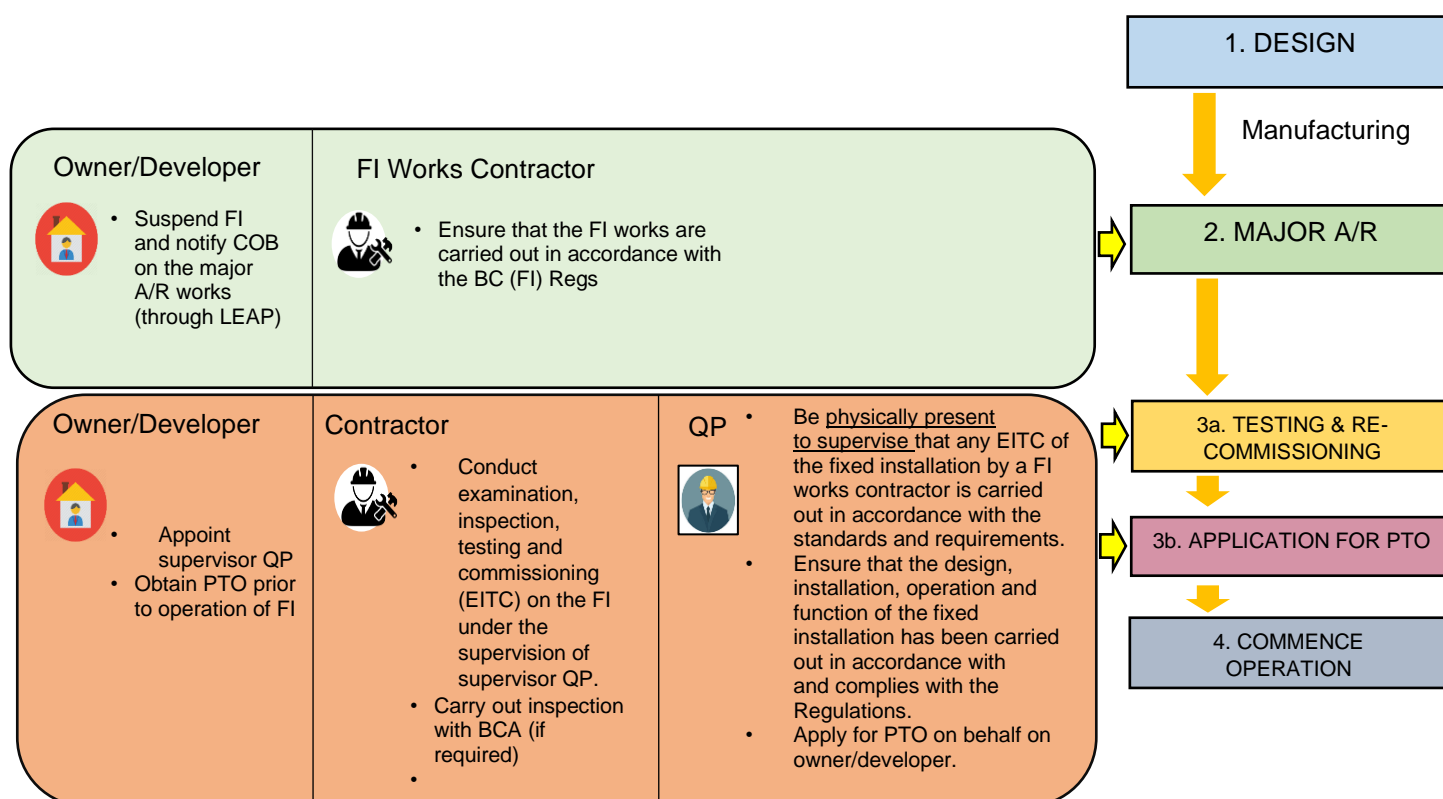 1. DESIGN
Manufacturing
Owner/Developer
• Suspend FI
and notify COB
on the major
A/R works
(through LEAP)
FI Works Contractor
• Ensure that the FI works are
carried out in accordance with
the BC (FI) Regs
2. MAJOR A/R
Owner/Developer
• Appoint
supervisor QP
• Obtain PTO prior
to operation of FI
Contractor
• Conduct
examination,
inspection,
testing and
commissioning
(EITC) on the FI
under the
supervision of
supervisor QP.
• Carry out inspection
with BCA (if
required)
•
QP
• Be physically present
to supervise that any EITC of
the fixed installation by a FI
works contractor is carried
out in accordance with the
standards and requirements.
• Ensure that the design,
installation, operation and
function of the fixed
installation has been carried
out in accordance with
and complies with the
Regulations.
• Apply for PTO on behalf on
owner/developer.
3a. TESTING & RE-
COMMISSIONING
3b. APPLICATION FOR PTO
4. COMMENCE
OPERATION